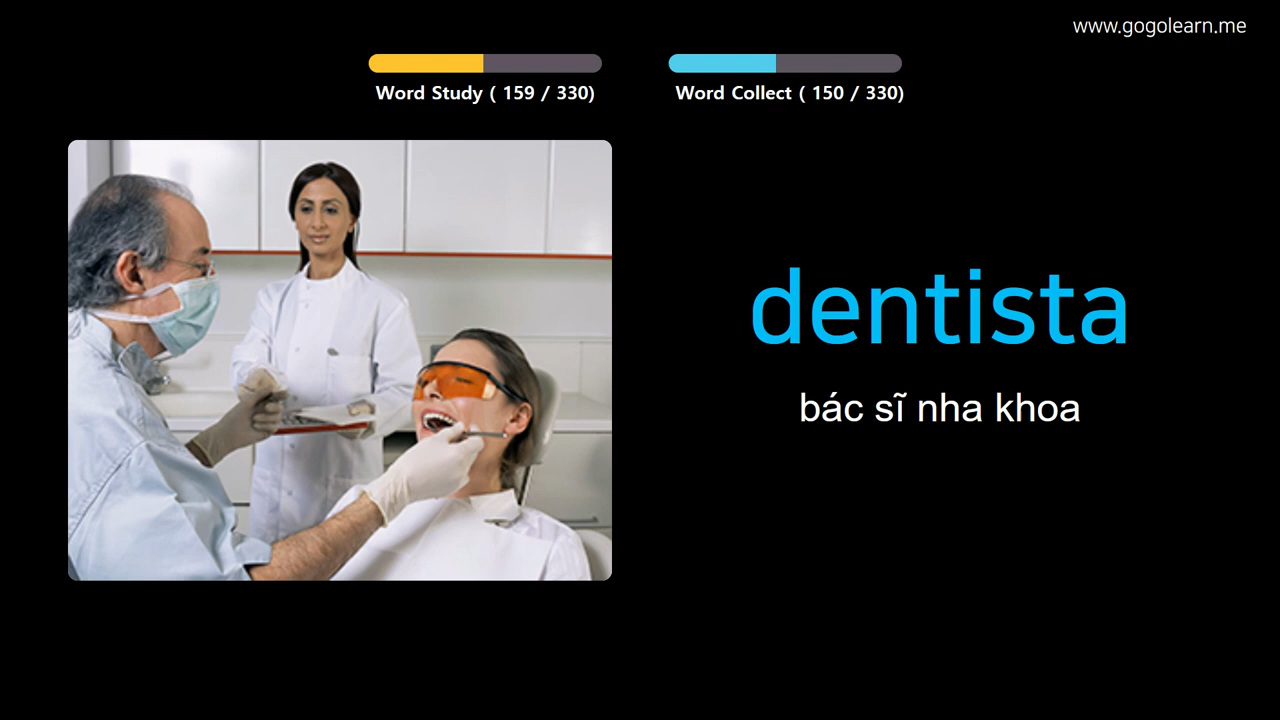 www.gogolearn.me
Word Study ( 159 / 330)
Word Collect ( 150 / 330)
dentista
bác sĩ nha khoa